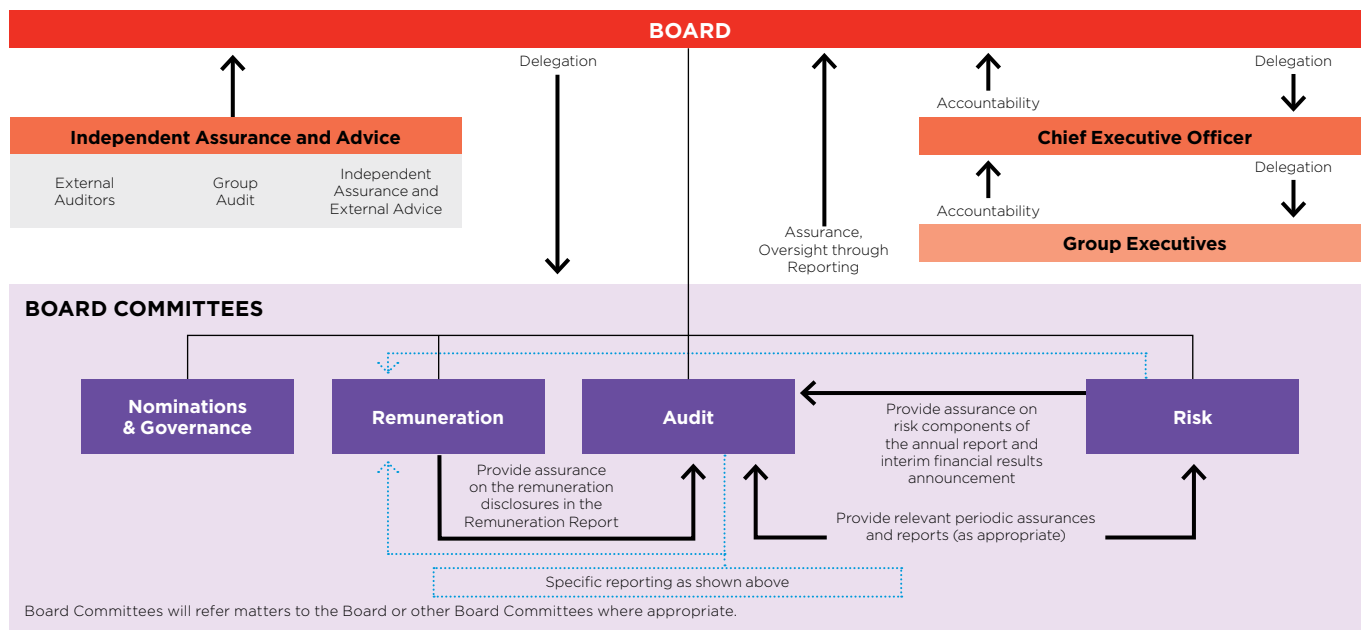 BOARD
Delegation
Accountability
Delegation
Independent Assurance and Advice
External
Auditors
Group
Audit
Independent
Assurance and
External Advice
Assurance,
Oversight through
Reporting
Chief Executive Officer
Accountability
Delegation
Group Executives
BOARD COMMITTEES
Nominations
& Governance
Remuneration
Audit
Risk
Provide assurance
on the remuneration
disclosures in the
Remuneration Report
Provide assurance on
risk components of
the annual report and
interim financial results
announcement
Provide relevant periodic assurances
and reports (as appropriate)
Specific reporting as shown above
Board Committees will refer matters to the Board or other Board Committees where appropriate.